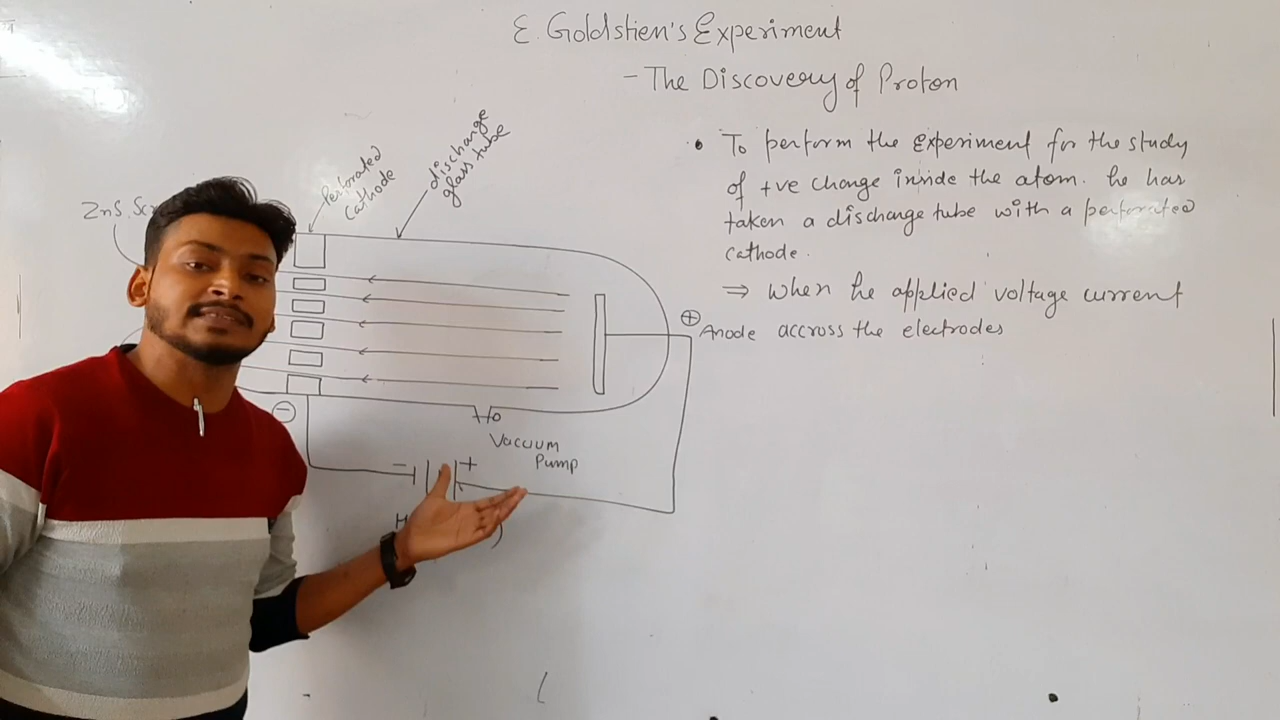 E. Goldstien's Experiment
- The Discovery of Proton
• To perform the experiment for the study
of +ve change inside the atom. he has
taken a discharge tube with a perforated
cathode.
⇒ when he applied voltage current
accross the electrodes
ZnS
Perforated
cathode
discharge
glass tube
+
Anode
-
Vacuum
Pump
- +
H